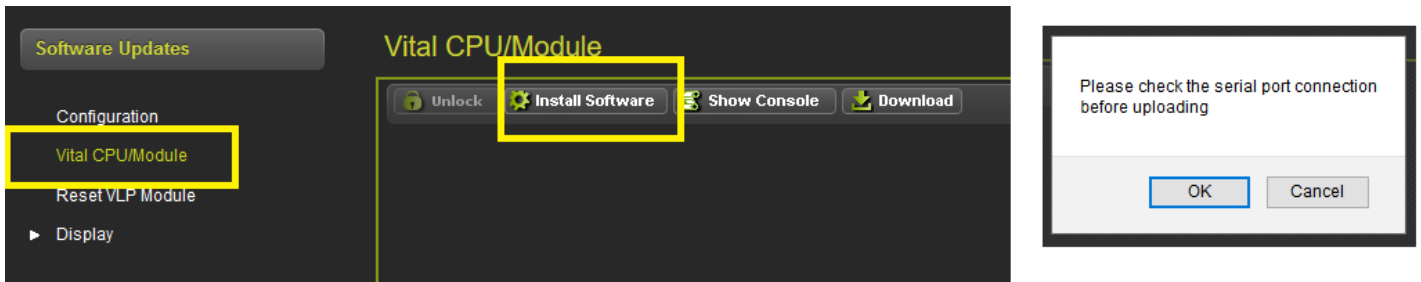 Software Updates
Configuration
Vital CPU/Module
Reset VLP Module
Display
Vital CPU/Module
Unlock Install Software Show Console Download
Please check the serial port connection
before uploading
OK Cancel